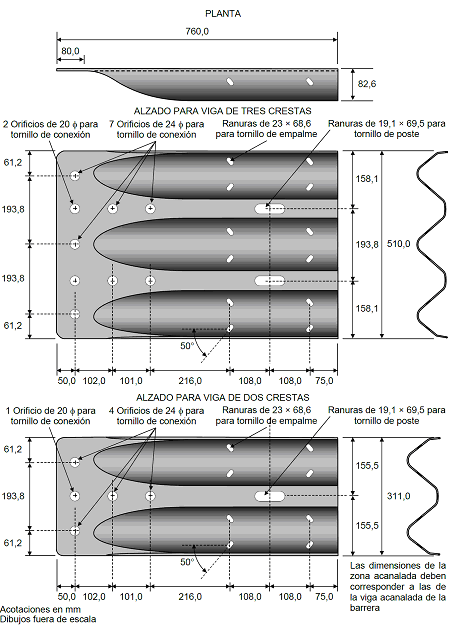 PLANTA
760,0
80,0
82,6
ALZADO PARA VIGA DE TRES CRESTAS
2 Orificios de 20 ϕ para
tornillo de conexión
7 Orificios de 24 ϕ para
tornillo de conexión
Ranuras de 23 × 68,6
para tornillo de empalme
Ranuras de 19,1 × 69,5 para
tornillo de poste
61,2
193,8
193,8
61,2
158,1
193,8
158,1
510,0
50°
50,0
102,0
101,0
216,0
108,0
108,0
75,0
ALZADO PARA VIGA DE DOS CRESTAS
1 Orificios de 20 ϕ para
tornillo de conexión
4 Orificios de 24 ϕ para
tornillo de conexión
Ranuras de 23 × 68,6
para tornillo de empalme
Ranuras de 19,1 × 69,5 para
tornillo de poste
61,2
193,8
61,2
155,5
155,5
311,0
50°
50,0
102,0
101,0
216,0
108,0
108,0
75,0
Las dimensiones de la
zona acanalada deben
corresponder a las de
la viga acanalada de la
barrera
Acotaciones en mm
Dibujos fuera de escala